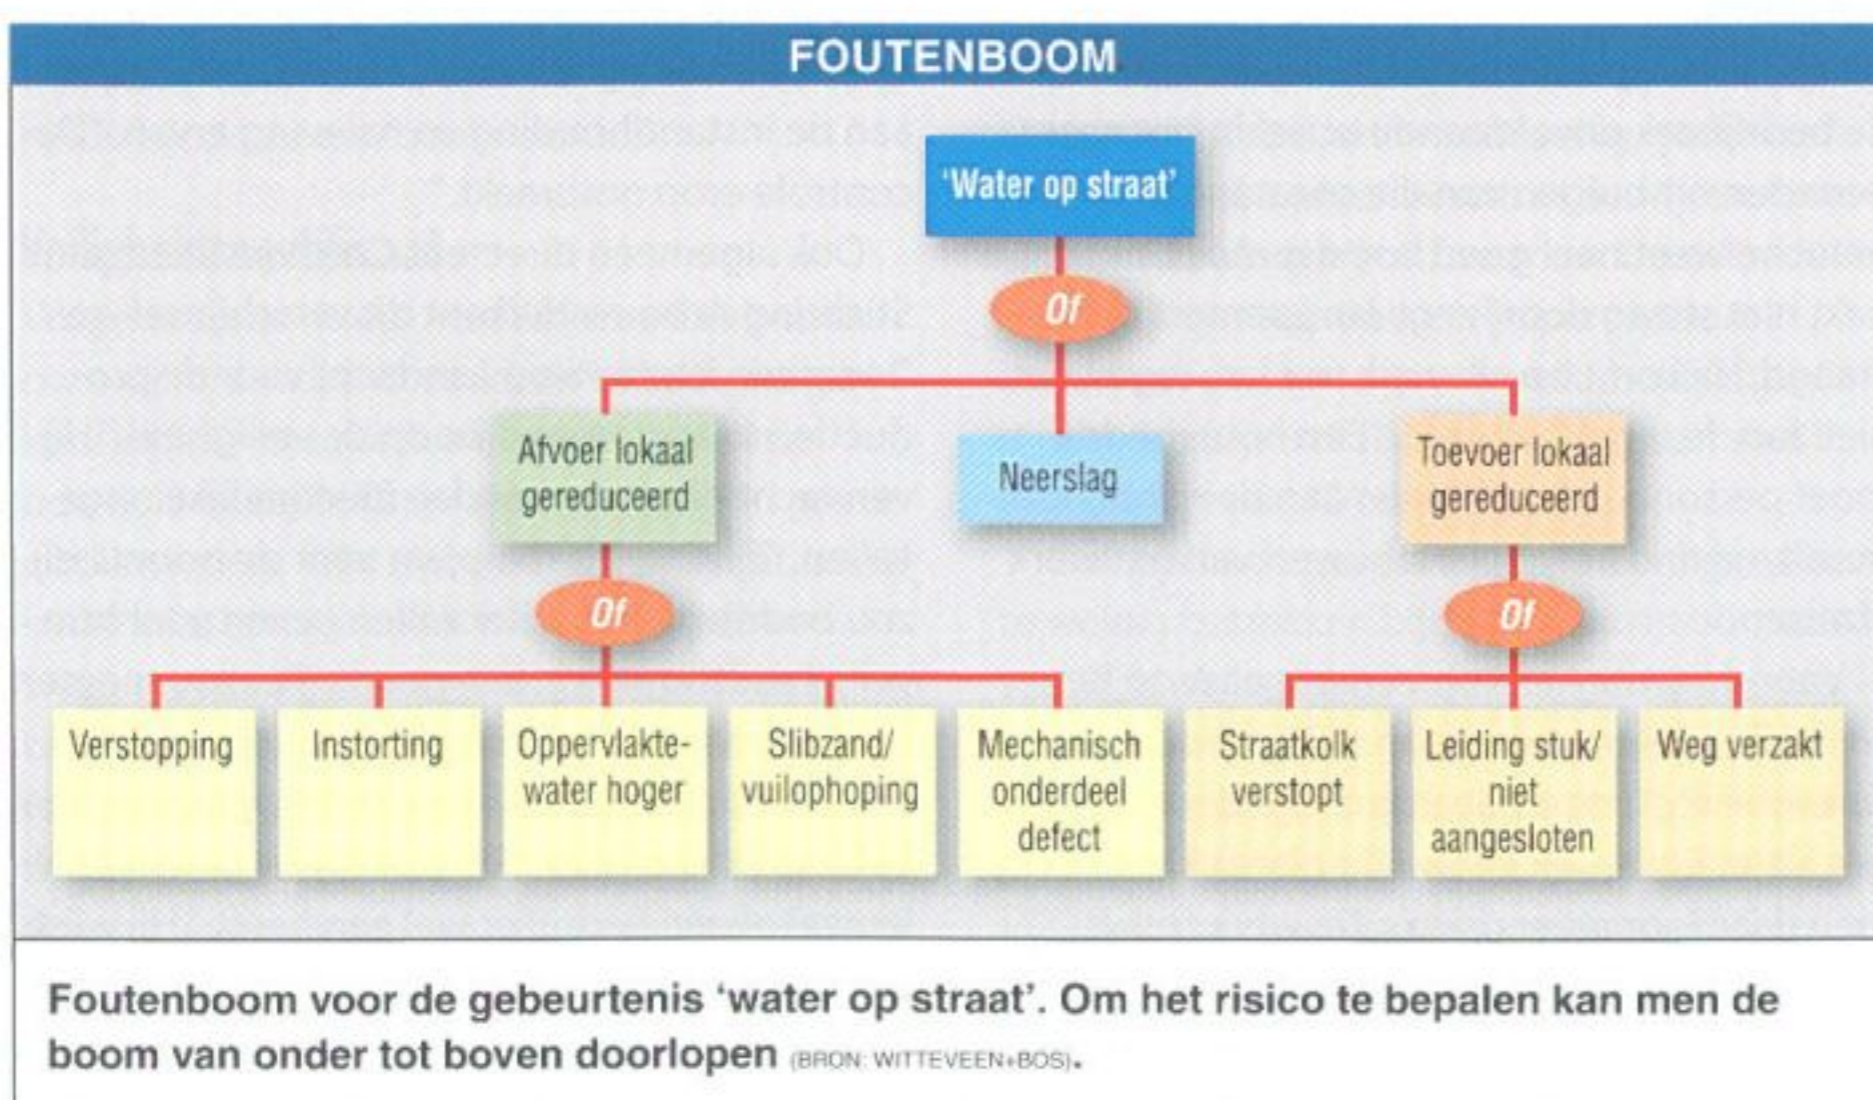 FOUTENBOOM
'Water op straat'
Of
Afvoer lokaal
gereduceerd
Neerslag
Toevoer lokaal
gereduceerd
Of
Of
Verstopping
Instorting
Oppervlakte-
water hoger
Slibzand/
vuilophoping
Mechanisch
onderdeel
defect
Straatkolk
verstopt
Leiding stuk/
niet
aangesloten
Weg verzakt
Foutenboom voor de gebeurtenis 'water op straat'. Om het risico te bepalen kan men de
boom van onder tot boven doorlopen (BRON: WITTEVEEN+BOS).